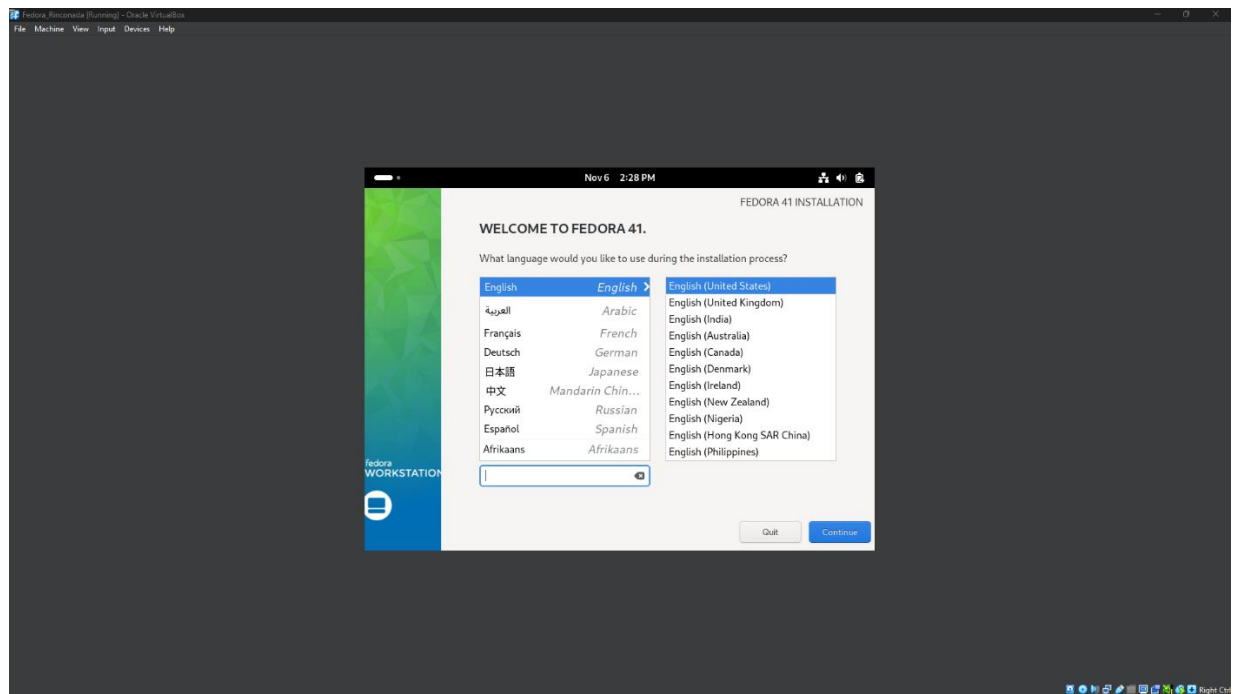 Fedora_Rinconada [Running] - Oracle VirtualBox
File Machine View Input Devices Help
Nov 6 2:28 PM
FEDORA 41 INSTALLATION
WELCOME TO FEDORA 41.
What language would you like to use during the installation process?
English English
العربية Arabic
Français French
Deutsch German
日本語 Japanese
中文 Mandarin Chin...
Русский Russian
Español Spanish
Afrikaans Afrikaans
English (United States)
English (United Kingdom)
English (India)
English (Australia)
English (Canada)
English (Denmark)
English (Ireland)
English (New Zealand)
English (Nigeria)
English (Hong Kong SAR China)
English (Philippines)
fedora
WORKSTATION
Quit Continue
Right Ctrl